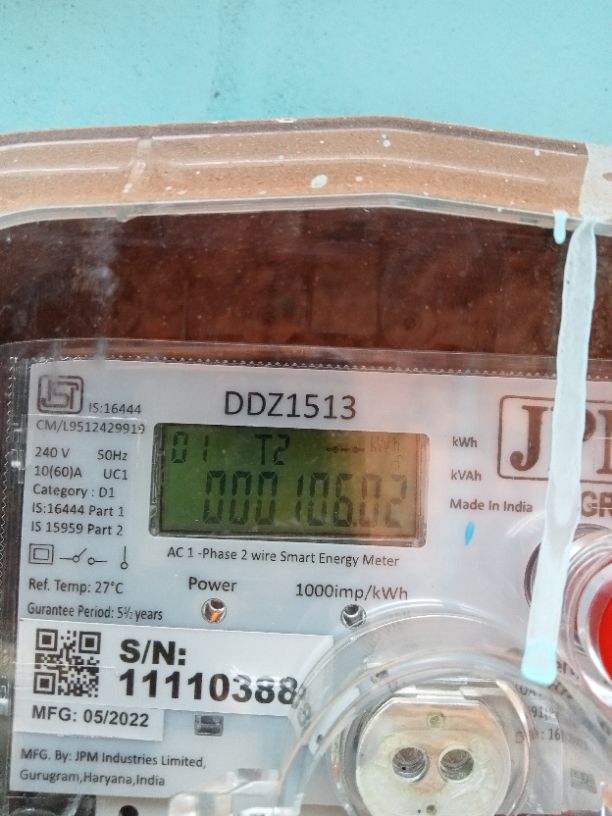 IS:16444
CM/L9512429919
DDZ1513
240 V 50Hz
10(60)A UC1
Category : D1
IS:16444 Part 1
IS 15959 Part 2
01 T2 kVAh
000106.02
kWh
kVAh
Made In India
AC 1 -Phase 2 wire Smart Energy Meter
Ref. Temp: 27°C
Power
1000imp/kWh
Gurantee Period: 5½ years
S/N:
11110388
MFG: 05/2022
MFG. By: JPM Industries Limited,
Gurugram,Haryana,India